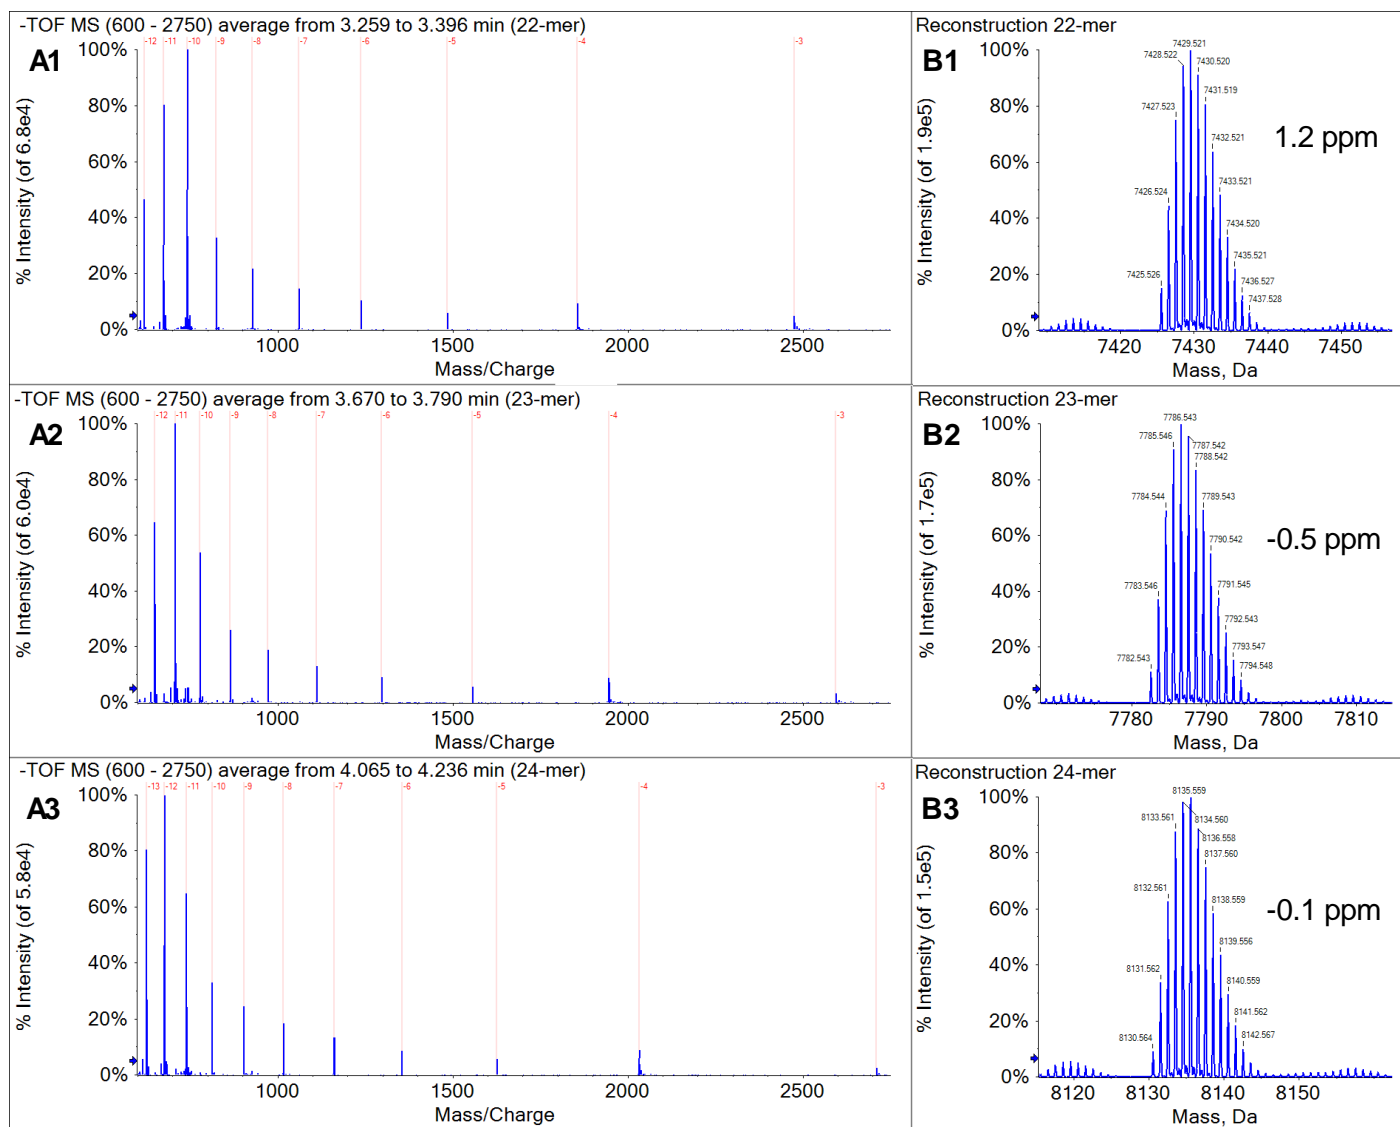 -TOF MS (600 - 2750) average from 3.259 to 3.396 min (22-mer)
A1
-12 -11 -10 -9 -8 -7 -6 -5 -4 -3
% Intensity (of 6.8e4)
100%
80%
60%
40%
20%
0%
1000 1500 2000 2500
Mass/Charge
Reconstruction 22-mer
B1
% Intensity (of 1.9e5)
100%
80%
60%
40%
20%
0%
7429.521
7428.522
7430.520
7431.519
7427.523
7432.521
7433.521
7426.524
7434.520
7435.521
7425.526
7436.527
7437.528
1.2 ppm
7420 7430 7440 7450
Mass, Da
-TOF MS (600 - 2750) average from 3.670 to 3.790 min (23-mer)
A2
-12 -11 -10 -9 -8 -7 -6 -5 -4 -3
% Intensity (of 6.0e4)
100%
80%
60%
40%
20%
0%
1000 1500 2000 2500
Mass/Charge
Reconstruction 23-mer
B2
% Intensity (of 1.7e5)
100%
80%
60%
40%
20%
0%
7786.543
7785.546
7787.542
7788.542
7784.544
7789.543
7790.542
7783.546
7791.545
7792.543
7782.543
7793.547
7794.548
-0.5 ppm
7780 7790 7800 7810
Mass, Da
-TOF MS (600 - 2750) average from 4.065 to 4.236 min (24-mer)
A3
-13 -12 -11 -10 -9 -8 -7 -6 -5 -4 -3
% Intensity (of 5.8e4)
100%
80%
60%
40%
20%
0%
1000 1500 2000 2500
Mass/Charge
Reconstruction 24-mer
B3
% Intensity (of 1.5e5)
100%
80%
60%
40%
20%
0%
8135.559
8133.561
8134.560
8136.558
8137.560
8132.561
8138.559
8139.556
8131.562
8140.559
8141.562
8130.564
8142.567
-0.1 ppm
8120 8130 8140 8150
Mass, Da